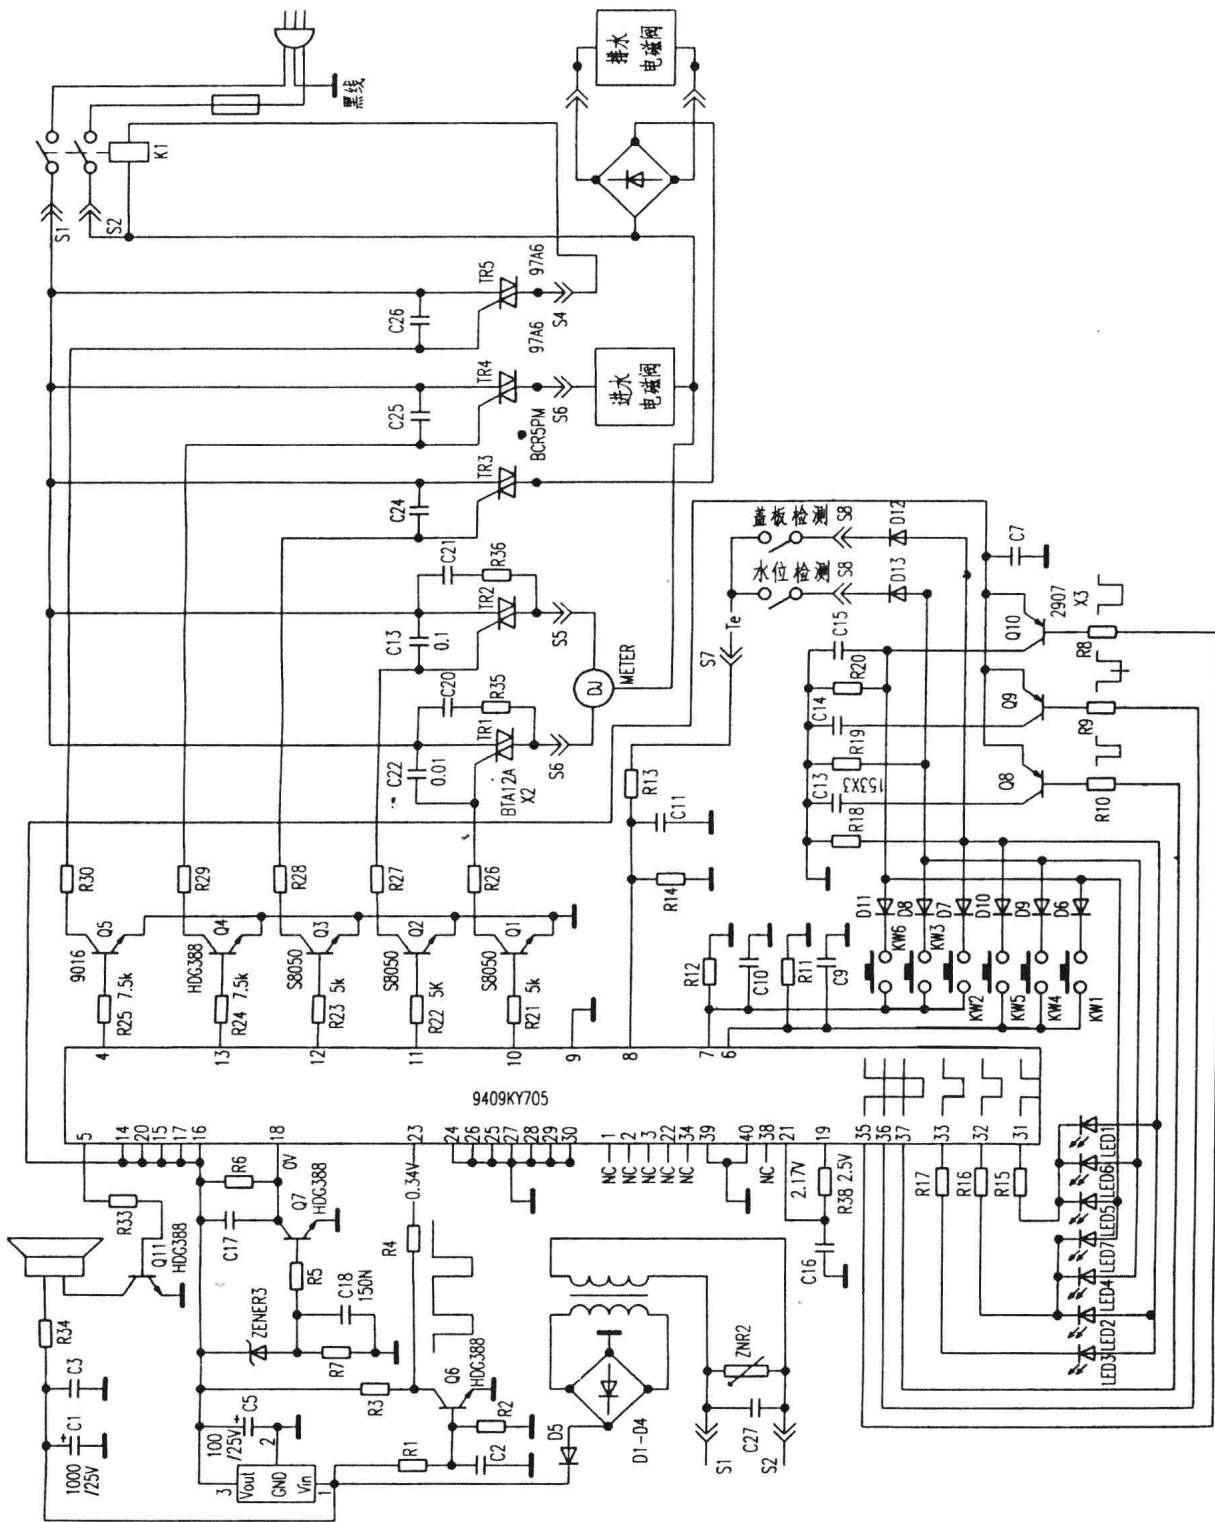 黑线
K1
S1
S2
排水
电磁阀
97A6
TR5
S4
C26
97A6
TR4
S6
C25
进水
电磁阀
BCR5PM
TR3
C24
C21
R36
TR2
S5
C13
0.1
METER
DJ
C20
R35
TR1
S6
C22
0.01
BTA12A
X2
盖板检测
S8
D12
水位检测
S8
D13
Te
S7
C7
2907
X3
Q10
R8
C15
R20
Q9
R9
C14
R19
Q8
R10
C13
153X3
R18
R13
C11
R14
R30
R29
R28
R27
R26
Q5
9016
Q4
HDG388
Q3
S8050
Q2
S8050
Q1
S8050
R25
7.5k
R24
7.5k
R23
5k
R22
5K
R21
5k
R12
C10
R11
C9
D11
D8
D7
D10
D9
D6
KW6
KW3
KW2
KW5
KW4
KW1
4
13
12
11
10
9
8
7
6
9409KY705
5
14
20
15
17
16
18
23
24
26
25
27
28
29
30
1
2
3
22
34
39
40
38
21
19
35
36
37
33
32
31
NC
NC
NC
NC
NC
NC
0V
0.34V
2.17V
2.5V
R38
C16
R17
R16
R15
LED1
LED6
LED5
LED7
LED4
LED2
LED3
R33
Q11
HDG388
R34
C3
C1
1000
/25V
R6
C17
Q7
HDG388
R5
C18
150N
ZENER3
R7
R4
R3
Q6
HDG388
R2
R1
C2
C5
100
/25V
3
Vout
2
GND
Vin
1
D5
D1-D4
ZNR2
C27
S1
S2